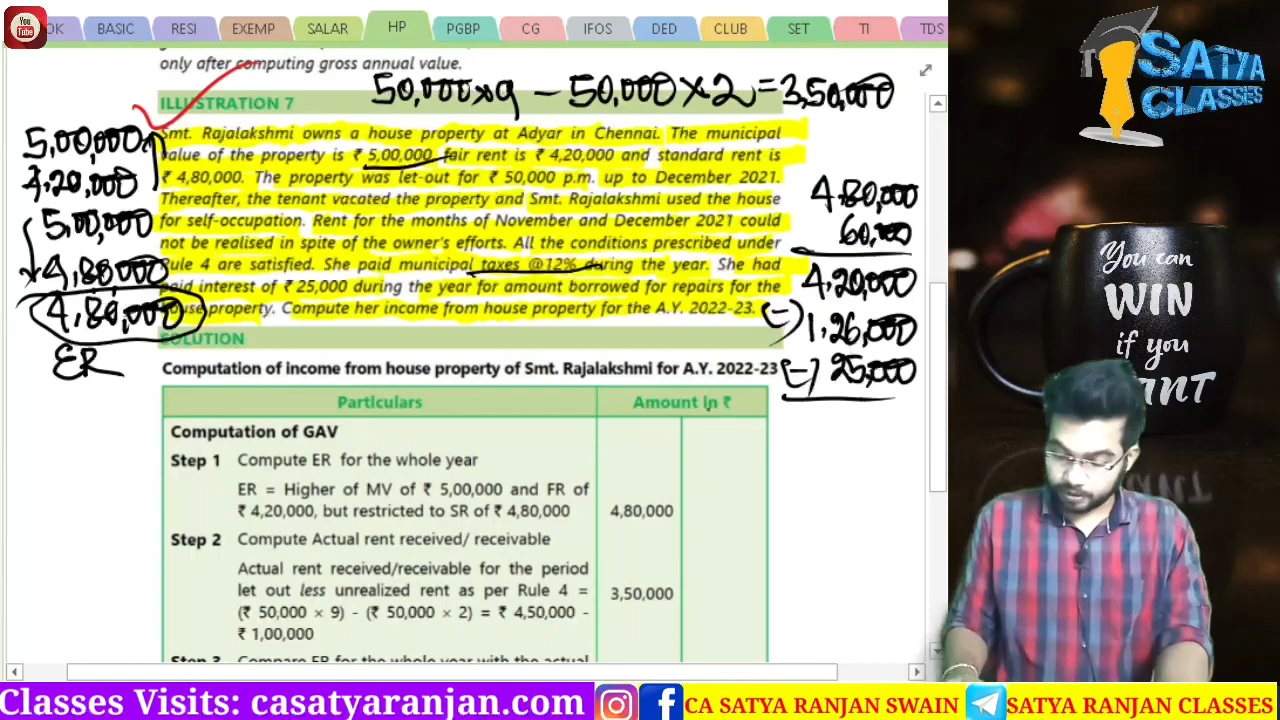 You
Tube
OK BASIC RESI EXEMP SALAR HP PGBP CG IFOS DED CLUB SET TI TDS
only after computing gross annual value.
50,000×9 – 50,000×2=3,50,000
ILLUSTRATION 7
Smt. Rajalakshmi owns a house property at Adyar in Chennai. The municipal
value of the property is ₹ 5,00,000, fair rent is ₹ 4,20,000 and standard rent is
₹ 4,80,000. The property was let-out for ₹ 50,000 p.m. up to December 2021.
Thereafter, the tenant vacated the property and Smt. Rajalakshmi used the house
for self-occupation. Rent for the months of November and December 2021 could
not be realised in spite of the owner's efforts. All the conditions prescribed under
Rule 4 are satisfied. She paid municipal taxes @12% during the year. She had
paid interest of ₹ 25,000 during the year for amount borrowed for repairs for the
house property. Compute her income from house property for the A.Y. 2022-23.
5,00,000
4,20,000
5,00,000
4,80,000
4,80,000
ER
4,80,000
60,000
4,20,000
(-) 1,26,000
(-) 25,000
SOLUTION
Computation of income from house property of Smt. Rajalakshmi for A.Y. 2022-23
Particulars Amount in ₹
Computation of GAV
Step 1 Compute ER for the whole year
ER = Higher of MV of ₹ 5,00,000 and FR of
₹ 4,20,000, but restricted to SR of ₹ 4,80,000 4,80,000
Step 2 Compute Actual rent received/ receivable
Actual rent received/receivable for the period
let out less unrealized rent as per Rule 4 = 3,50,000
(₹ 50,000 × 9) - (₹ 50,000 × 2) = ₹ 4,50,000 -
₹ 1,00,000
Step 3 Compare ER for the whole year with the actual
SATYA
CLASSES
You can
WIN
if you
Classes Visits: casatyaranjan.com CA SATYA RANJAN SWAIN SATYA RANJAN CLASSES